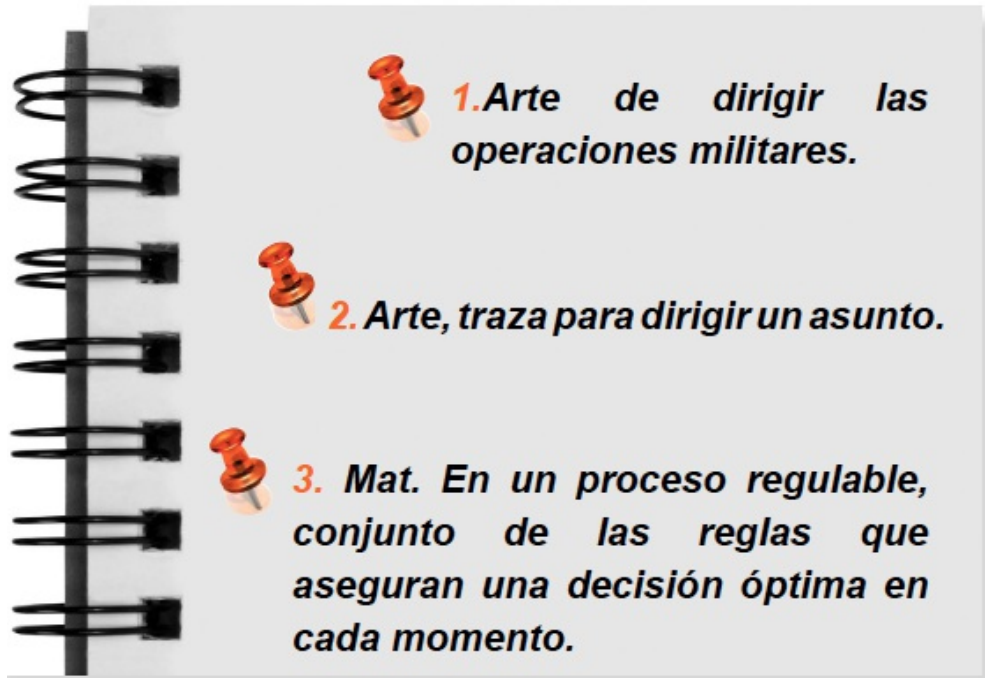 1.Arte de dirigir las
operaciones militares.
2. Arte, traza para dirigir un asunto.
3. Mat. En un proceso regulable,
conjunto de las reglas que
aseguran una decisión óptima en
cada momento.